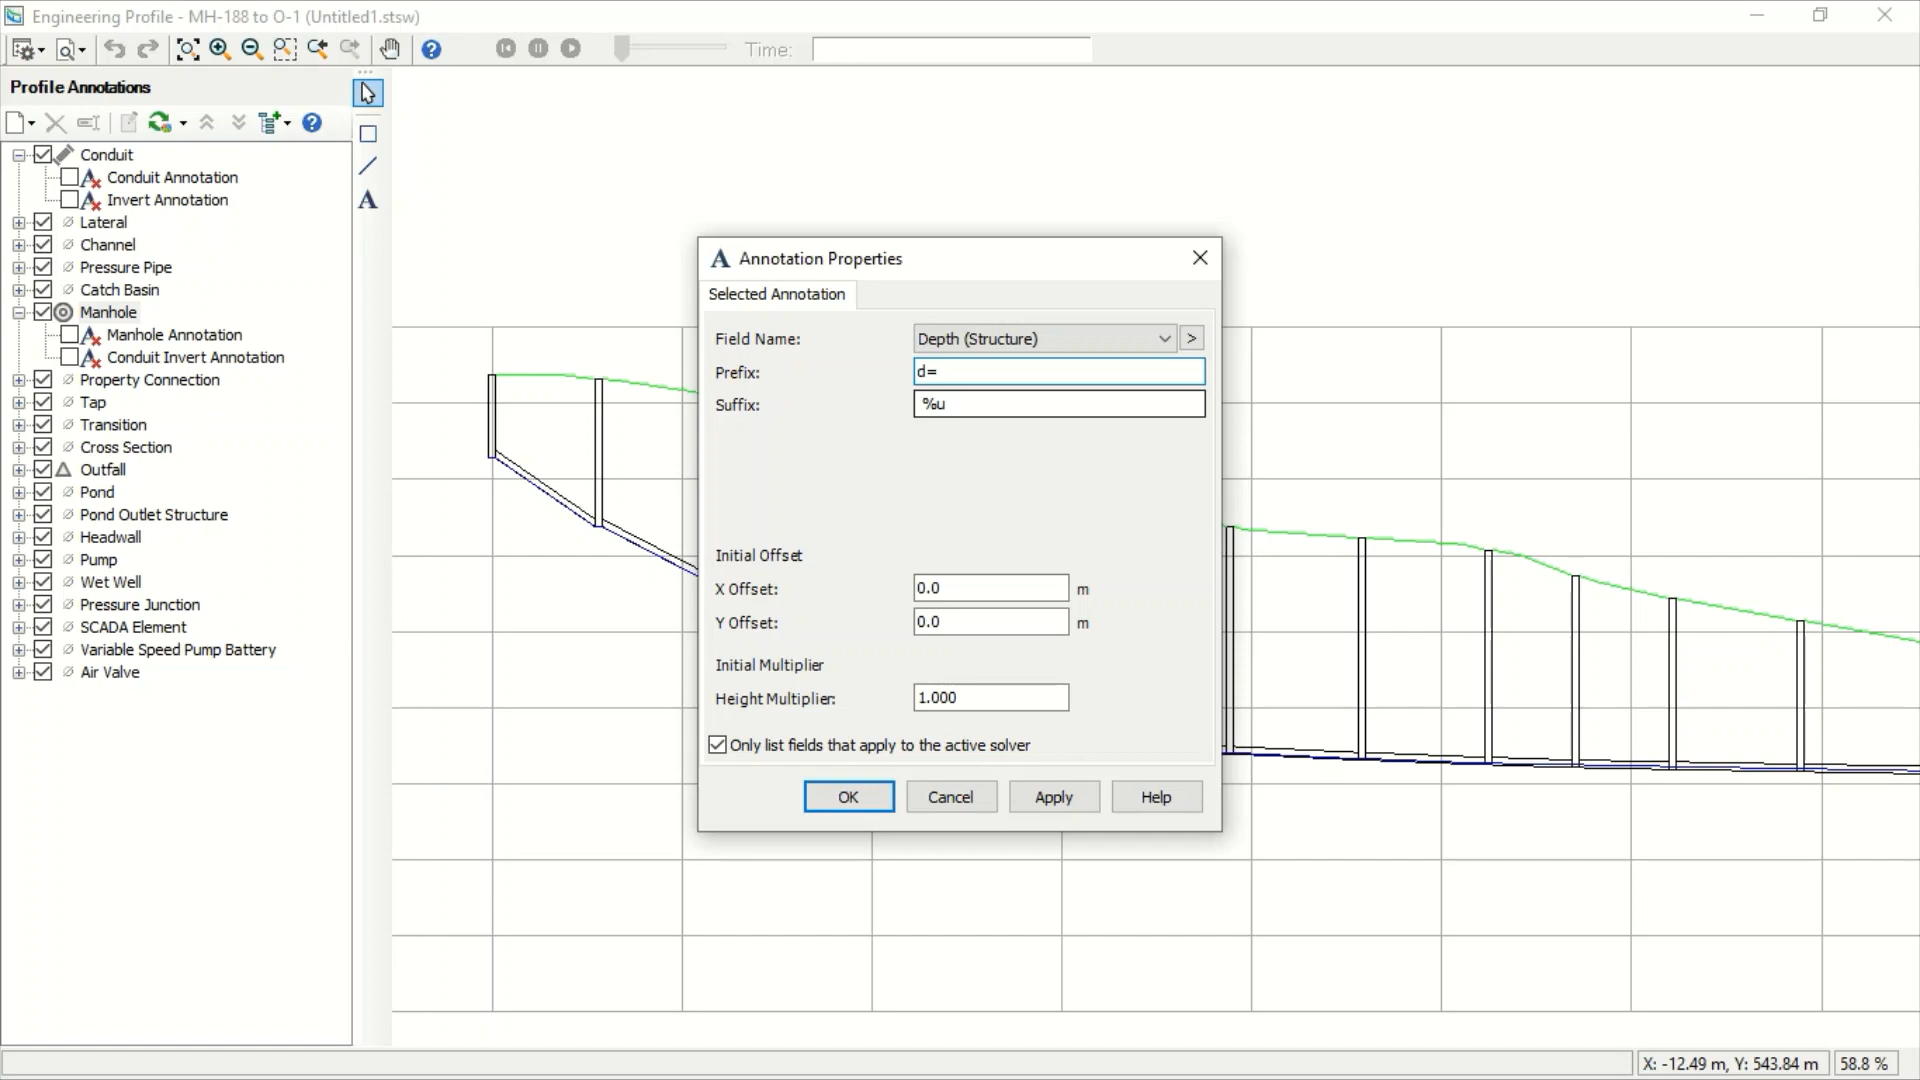 Engineering Profile - MH-188 to O-1 (Untitled1.stsw)
Time:
Profile Annotations
Conduit
Conduit Annotation
Invert Annotation
Lateral
Channel
Pressure Pipe
Catch Basin
Manhole
Manhole Annotation
Conduit Invert Annotation
Property Connection
Tap
Transition
Cross Section
Outfall
Pond
Pond Outlet Structure
Headwall
Pump
Wet Well
Pressure Junction
SCADA Element
Variable Speed Pump Battery
Air Valve
A
Annotation Properties
Selected Annotation
Field Name: Depth (Structure) >
Prefix: d=
Suffix: %u
Initial Offset
X Offset: 0.0 m
Y Offset: 0.0 m
Initial Multiplier
Height Multiplier: 1.000
Only list fields that apply to the active solver
OK Cancel Apply Help
X: -12.49 m, Y: 543.84 m 58.8 %